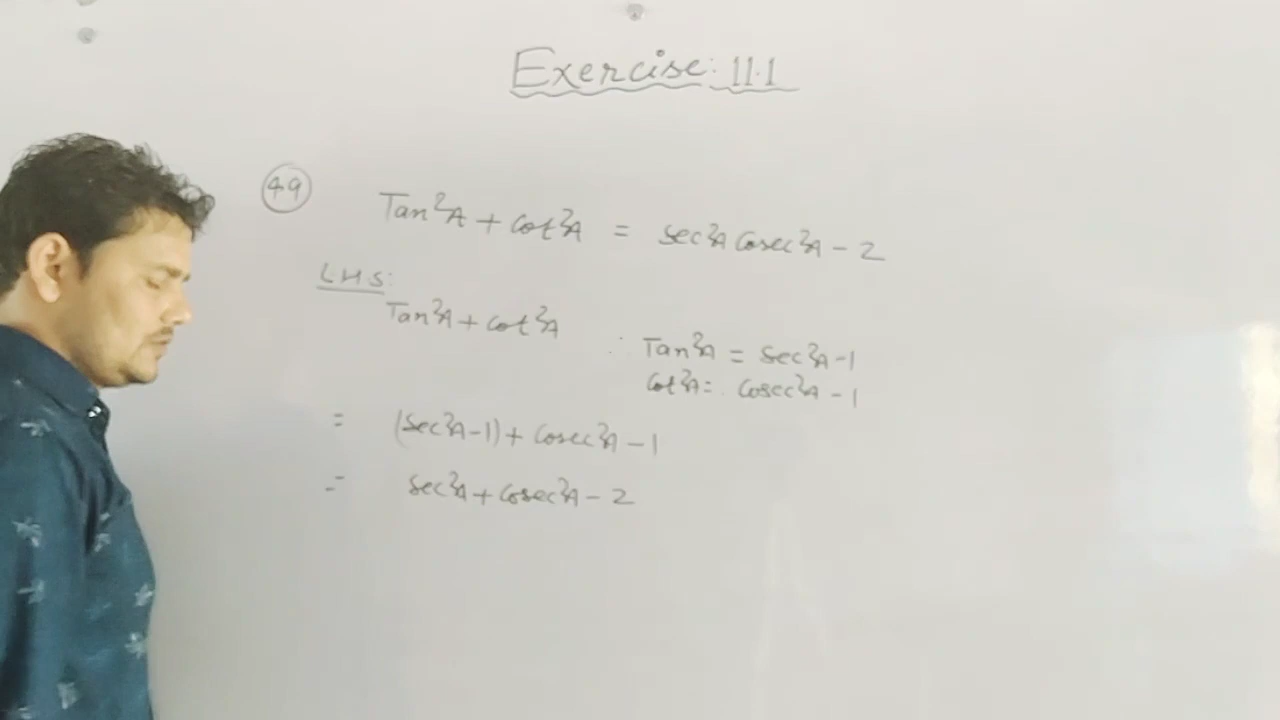 Exercise: 11.1
49 Tan²A + Cot²A = sec²A Cosec²A - 2
LHS:
Tan²A + Cot²A
∴ Tan²A = sec²A - 1
Cot²A = Cosec²A - 1
= (sec²A - 1) + Cosec²A - 1
= sec²A + Cosec²A - 2